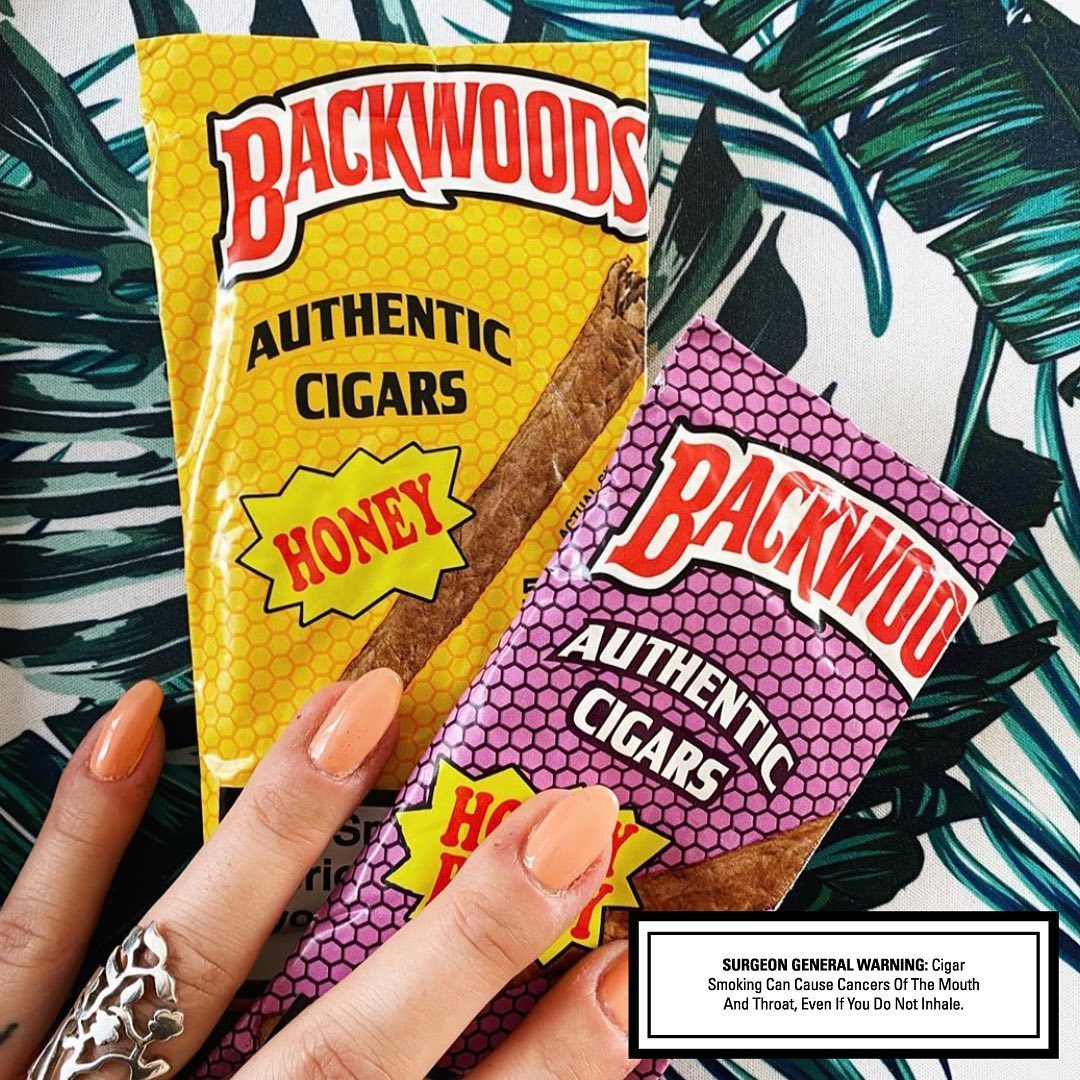 BACKWOODS
AUTHENTIC
CIGARS
HONEY
BACKWOO
AUTHENTIC
CIGARS
SURGEON GENERAL WARNING: Cigar
Smoking Can Cause Cancers Of The Mouth
And Throat, Even If You Do Not Inhale.